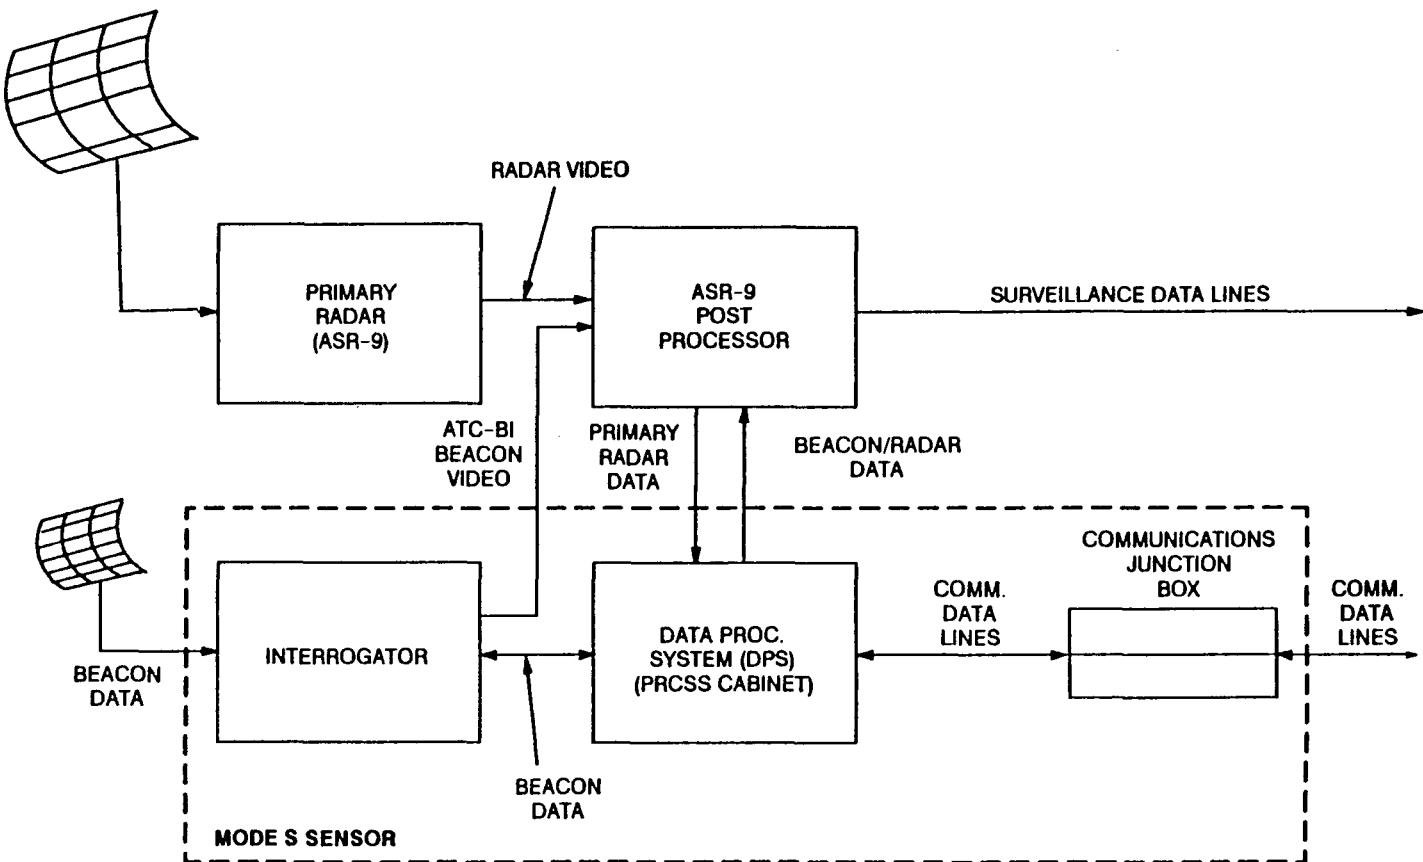 RADAR VIDEO
PRIMARY
RADAR
(ASR-9)
ASR-9
POST
PROCESSOR
SURVEILLANCE DATA LINES
ATC-BI
BEACON
VIDEO
PRIMARY
RADAR
DATA
BEACON/RADAR
DATA
COMMUNICATIONS
JUNCTION
BOX
COMM.
DATA
LINES
COMM.
DATA
LINES
BEACON
DATA
INTERROGATOR
DATA PROC.
SYSTEM (DPS)
(PRCSS CABINET)
BEACON
DATA
MODE S SENSOR